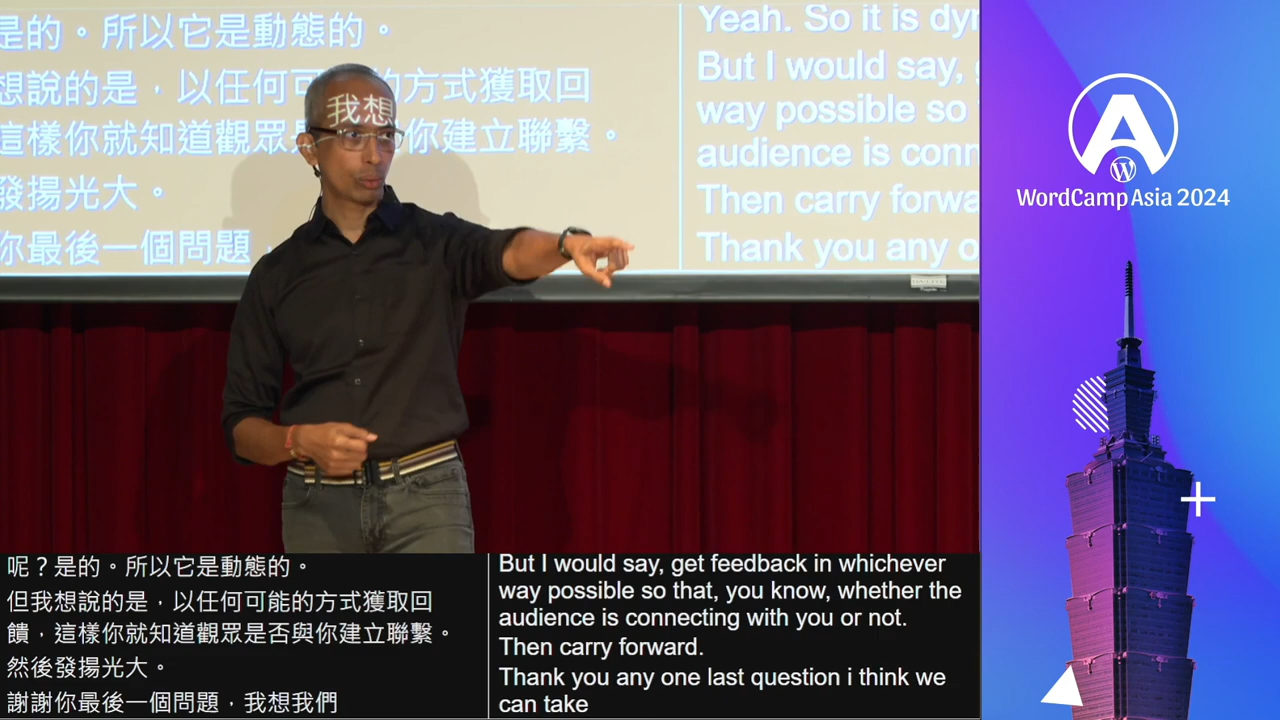 是的。所以它是動態的。
想說的是，以任何可
的方式獲取回
這樣你就知道觀眾是
你建立聯繫。
發揚光大。
你最後一個問題，
我想
Yeah. So it is dyn
But I would say, g
way possible so
audience is conn
Then carry forwa
Thank you any o
WordCamp Asia 2024
呢？是的。所以它是動態的。
但我想說的是，以任何可能的方式獲取回
饋，這樣你就知道觀眾是否與你建立聯繫。
然後發揚光大。
謝謝你最後一個問題，我想我們
But I would say, get feedback in whichever
way possible so that, you know, whether the
audience is connecting with you or not.
Then carry forward.
Thank you any one last question i think we
can take